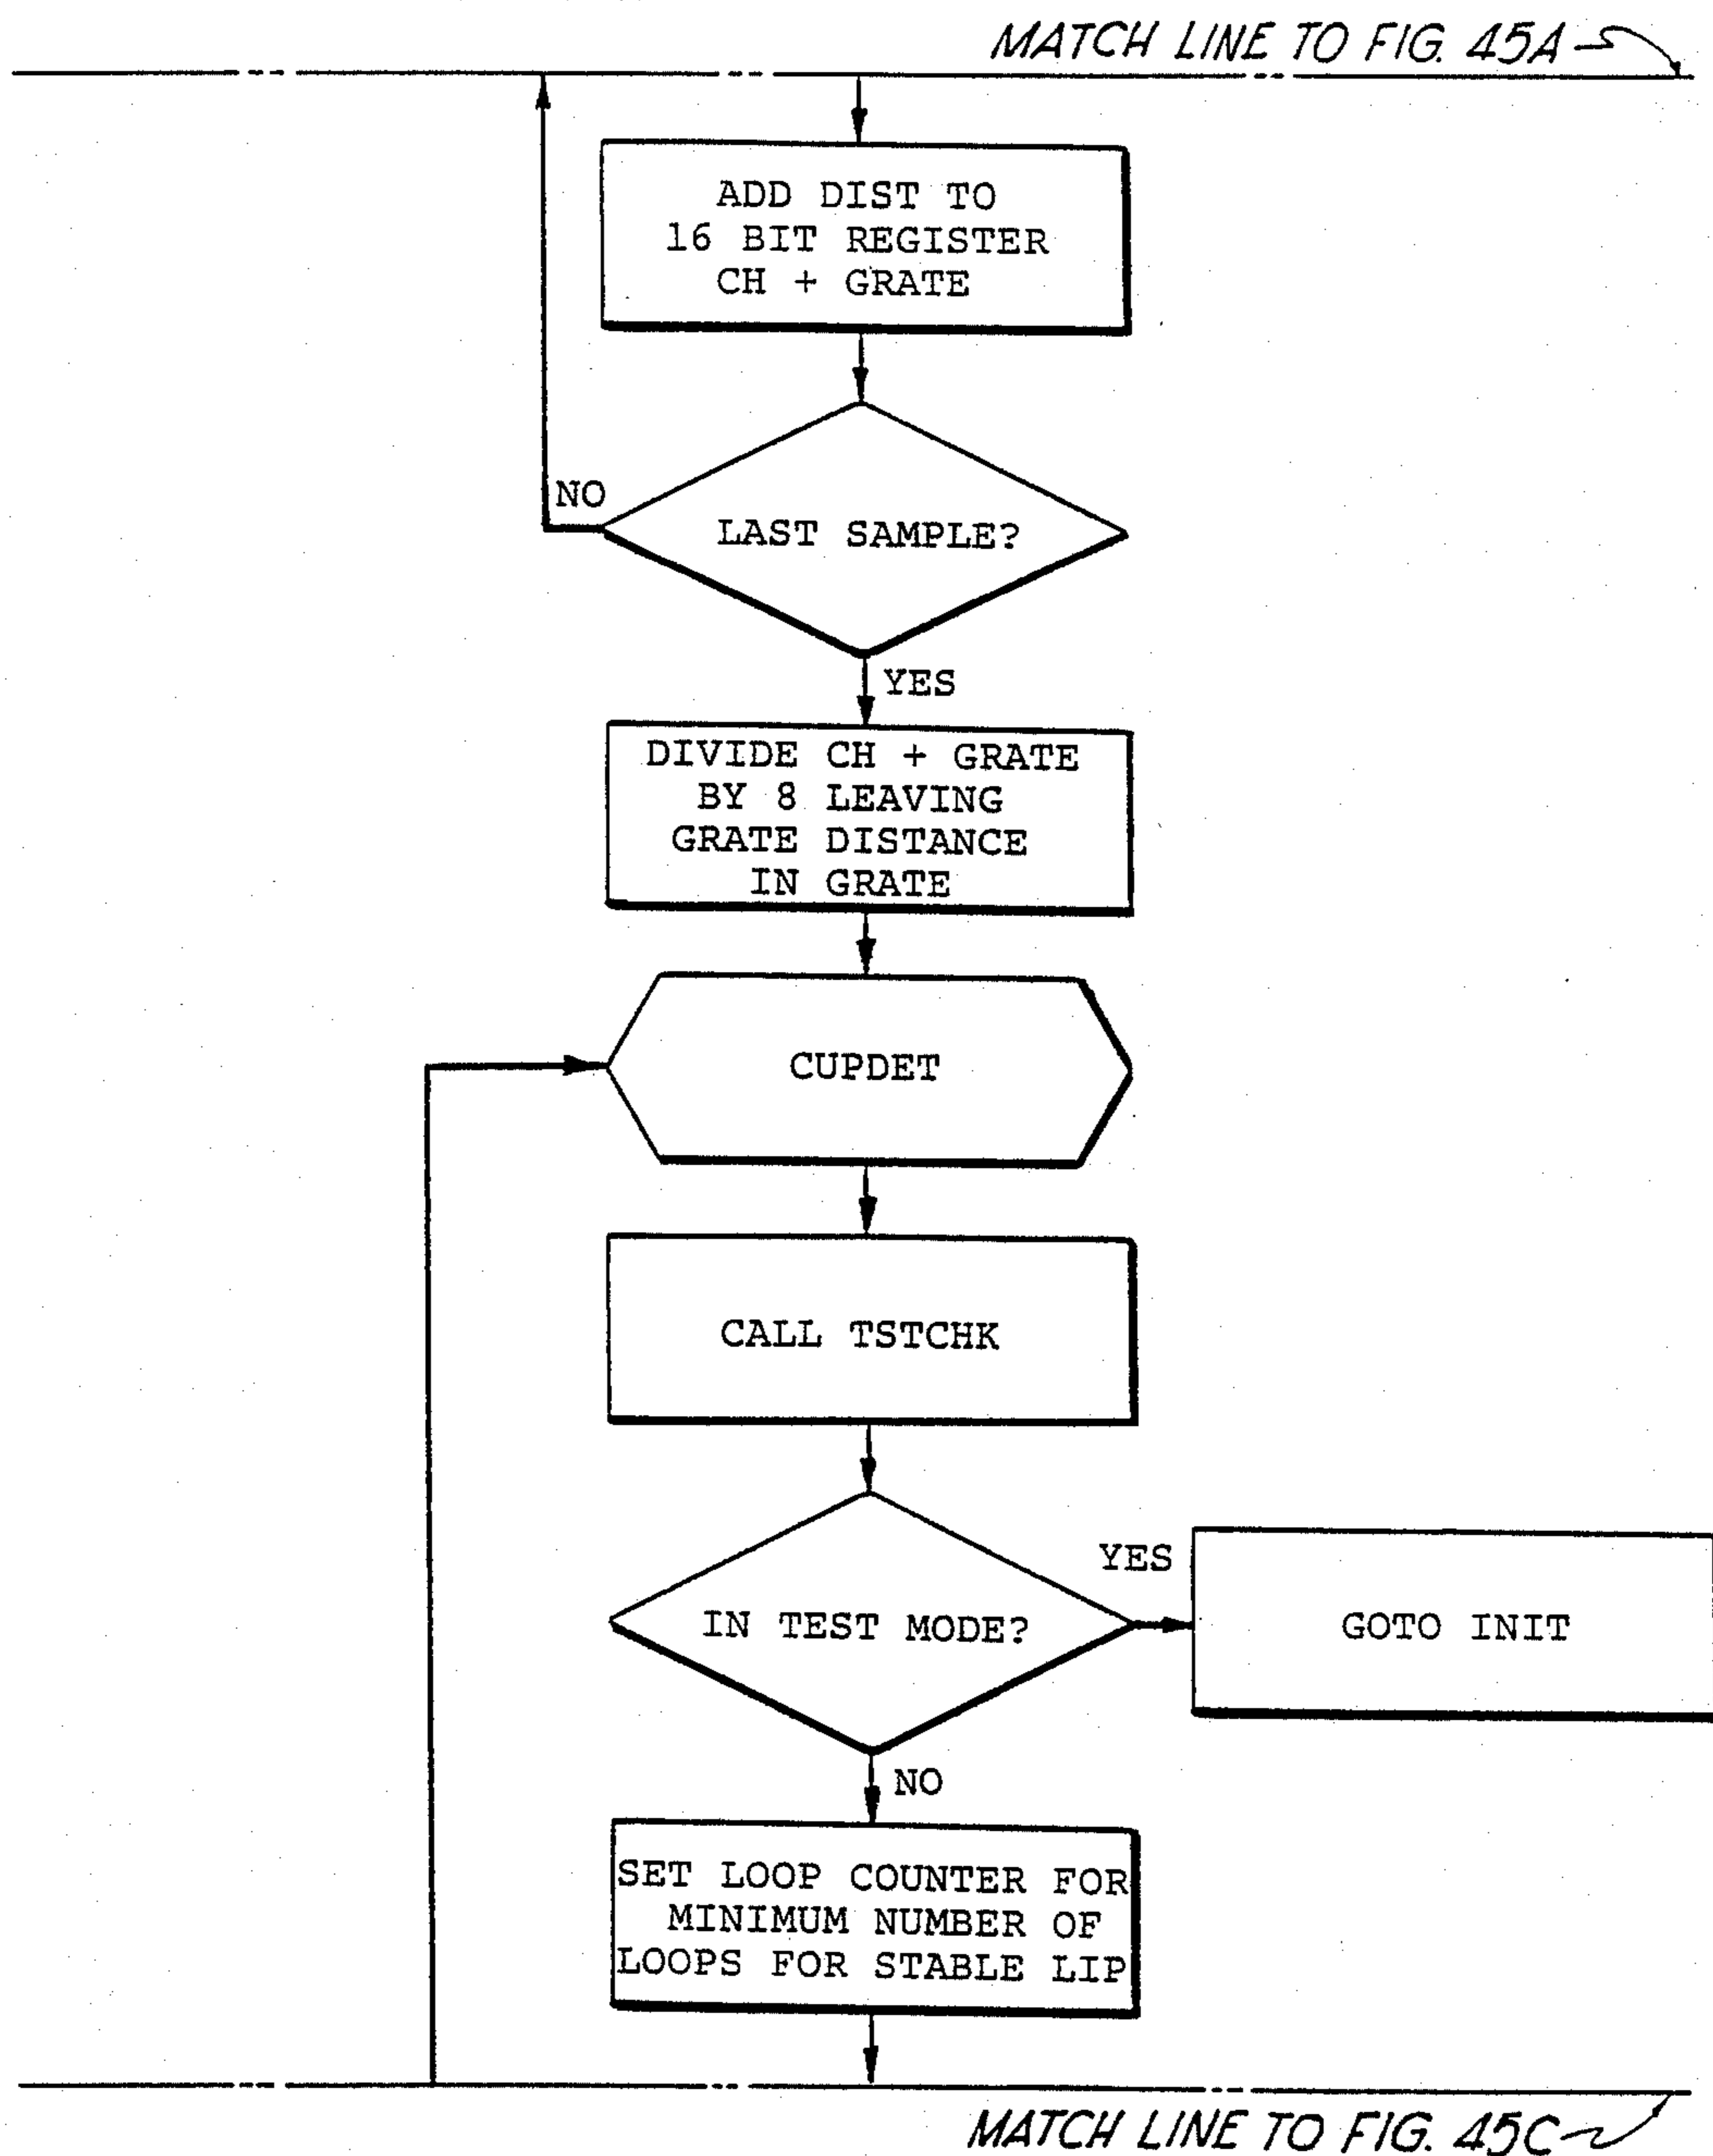 MATCH LINE TO FIG. 45A
ADD DIST TO
16 BIT REGISTER
CH + GRATE
NO
LAST SAMPLE?
YES
DIVIDE CH + GRATE
BY 8 LEAVING
GRATE DISTANCE
IN GRATE
CUPDET
CALL TSTCHK
YES
IN TEST MODE?
GOTO INIT
NO
SET LOOP COUNTER FOR
MINIMUM NUMBER OF
LOOPS FOR STABLE LIP
MATCH LINE TO FIG. 45C